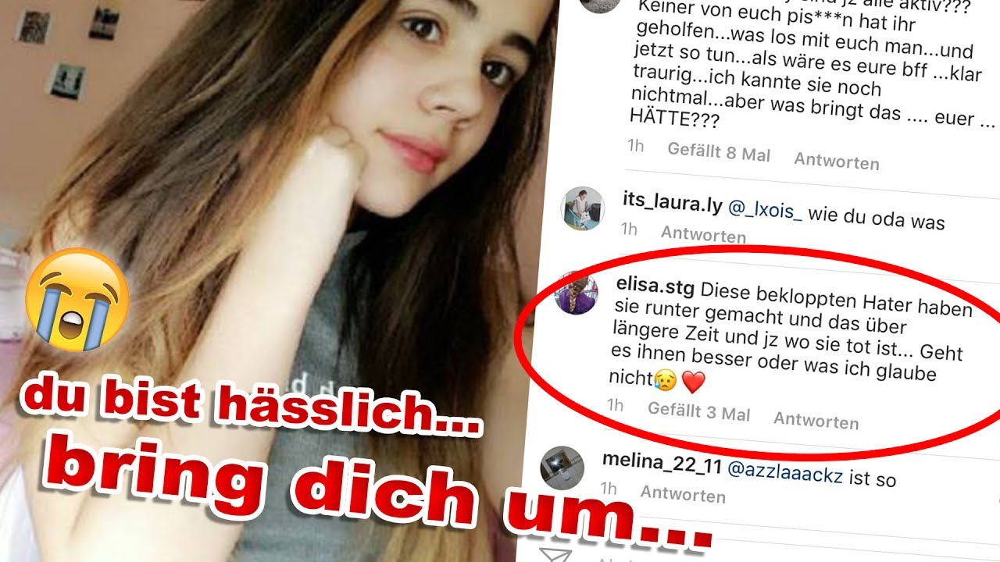 Keiner von euch pis***n hat ihr
geholfen...was los mit euch man...und
jetzt so tun...als wäre es eure bff ...klar
traurig...ich kannte sie noch
nichtmal...aber was bringt das .... euer ...
HÄTTE???
1h Gefällt 8 Mal Antworten
its_laura.ly @_lxois_ wie du oda was
1h Antworten
elisa.stg Diese bekloppten Hater haben
sie runter gemacht und das über
längere Zeit und jz wo sie tot ist... Geht
es ihnen besser oder was ich glaube
nicht😥❤️
1h Gefällt 3 Mal Antworten
melina_22_11 @azzlaaackz ist so
1h Antworten
du bist hässlich...
bring dich um...